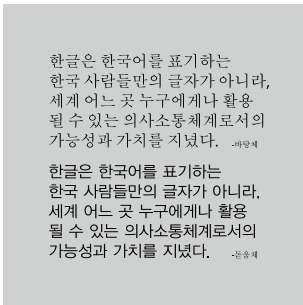 한글은 한국어를 표기하는
한국 사람들만의 글자가 아니라,
세계 어느 곳 누구에게나 활용
될 수 있는 의사소통체계로서의
가능성과 가치를 지녔다. -바탕체
한글은 한국어를 표기하는
한국 사람들만의 글자가 아니라,
세계 어느 곳 누구에게나 활용
될 수 있는 의사소통체계로서의
가능성과 가치를 지녔다. -돋움체